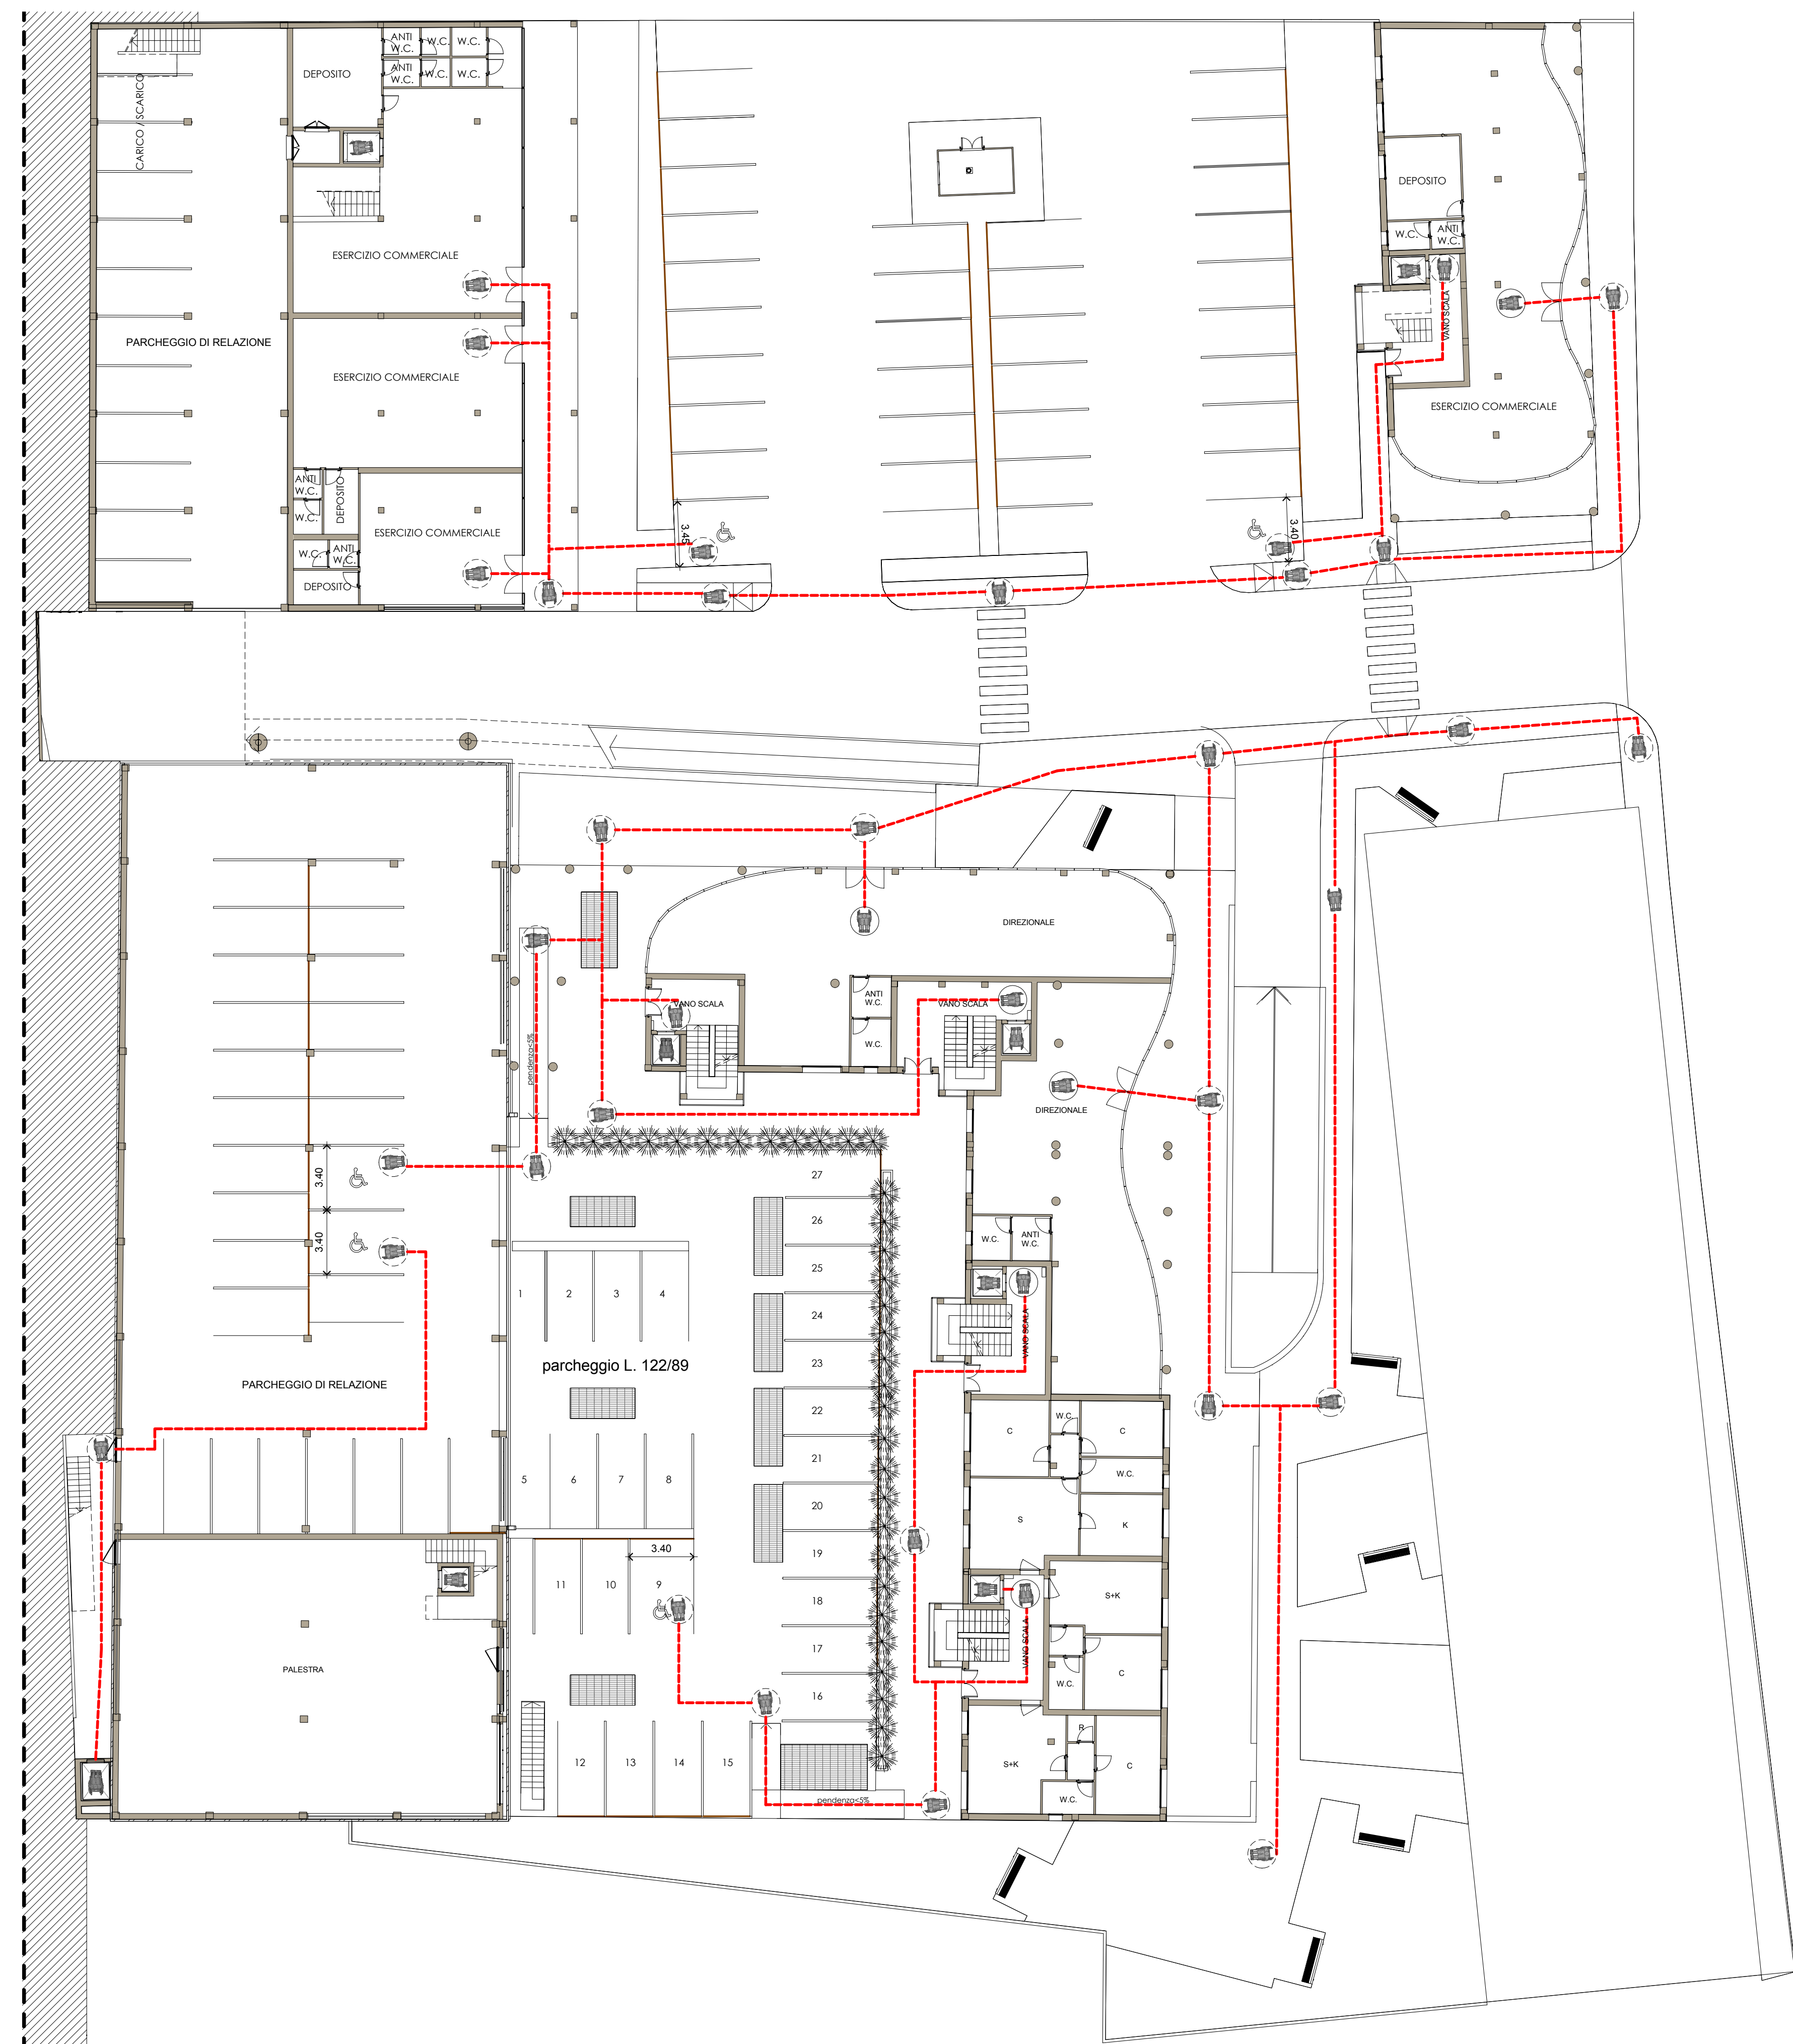 CARICO / SCARICO
DEPOSITO
ANTI
W.C.
W.C.
W.C.
ANTI
W.C.
W.C.
W.C.
ESERCIZIO COMMERCIALE
PARCHEGGIO DI RELAZIONE
ESERCIZIO COMMERCIALE
ANTI
W.C.
W.C.
DEPOSITO
ESERCIZIO COMMERCIALE
W.C.
ANTI
W.C.
DEPOSITO
3.45
3.40
DEPOSITO
W.C.
ANTI
W.C.
VANO SCALA
ESERCIZIO COMMERCIALE
DIREZIONALE
VANO SCALA
ANTI
W.C.
W.C.
VANO SCALA
pendenza<5%
DIREZIONALE
3.40
3.40
27
26
25
24
23
22
21
20
19
18
17
16
1
2
3
4
parcheggio L. 122/89
PARCHEGGIO DI RELAZIONE
5
6
7
8
3.40
11
10
9
12
13
14
15
pendenza<5%
PALESTRA
W.C.
ANTI
W.C.
VANO SCALA
C
W.C.
C
W.C.
S
K
S+K
VANO SCALA
W.C.
C
S+K
R
C
W.C.